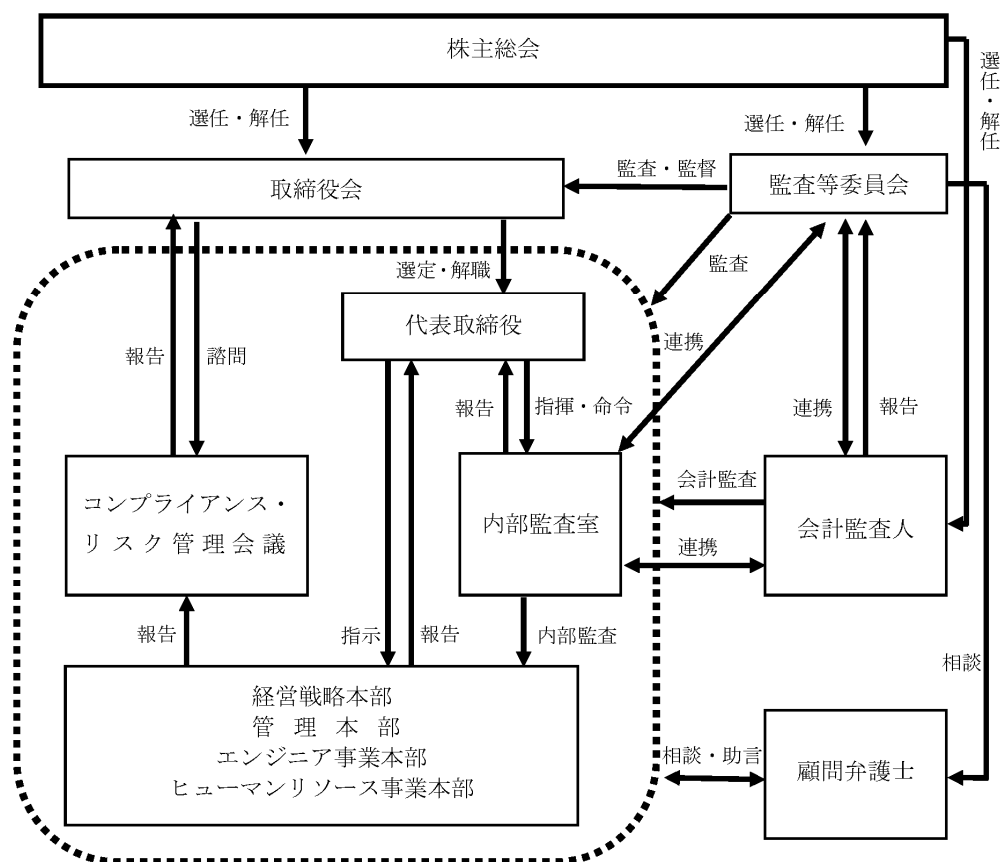 株主総会
選任・解任
選任・解任
選任・解任
取締役会
監査・監督
監査等委員会
選定・解職
監査
代表取締役
報告
諮問
連携
報告
指揮・命令
連携
報告
コンプライアンス・
リスク管理会議
内部監査室
会計監査
会計監査人
連携
報告
指示
報告
内部監査
相談
経営戦略本部
管理本部
エンジニア事業本部
ヒューマンリソース事業本部
相談・助言
顧問弁護士